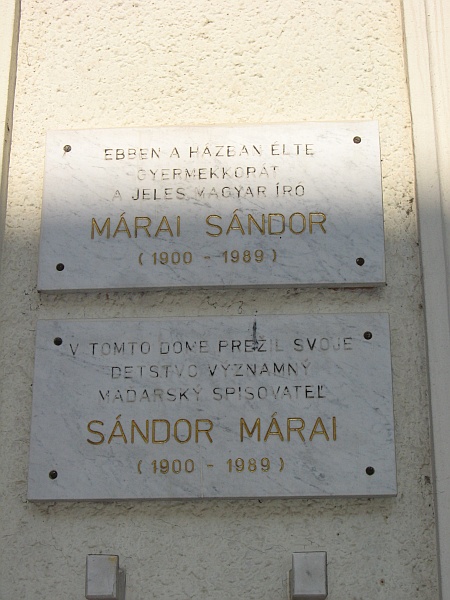 EBBEN A HÁZBAN ÉLTE
GYERMEKKORÁT
A JELES MAGYAR ÍRÓ
MÁRAI SÁNDOR
(1900 - 1989)
V TOMTO DOME PREŽIL SVOJE
DETSTVO VÝZNAMNÝ
MAĎARSKÝ SPISOVATEĽ
SÁNDOR MÁRAI
(1900 - 1989)